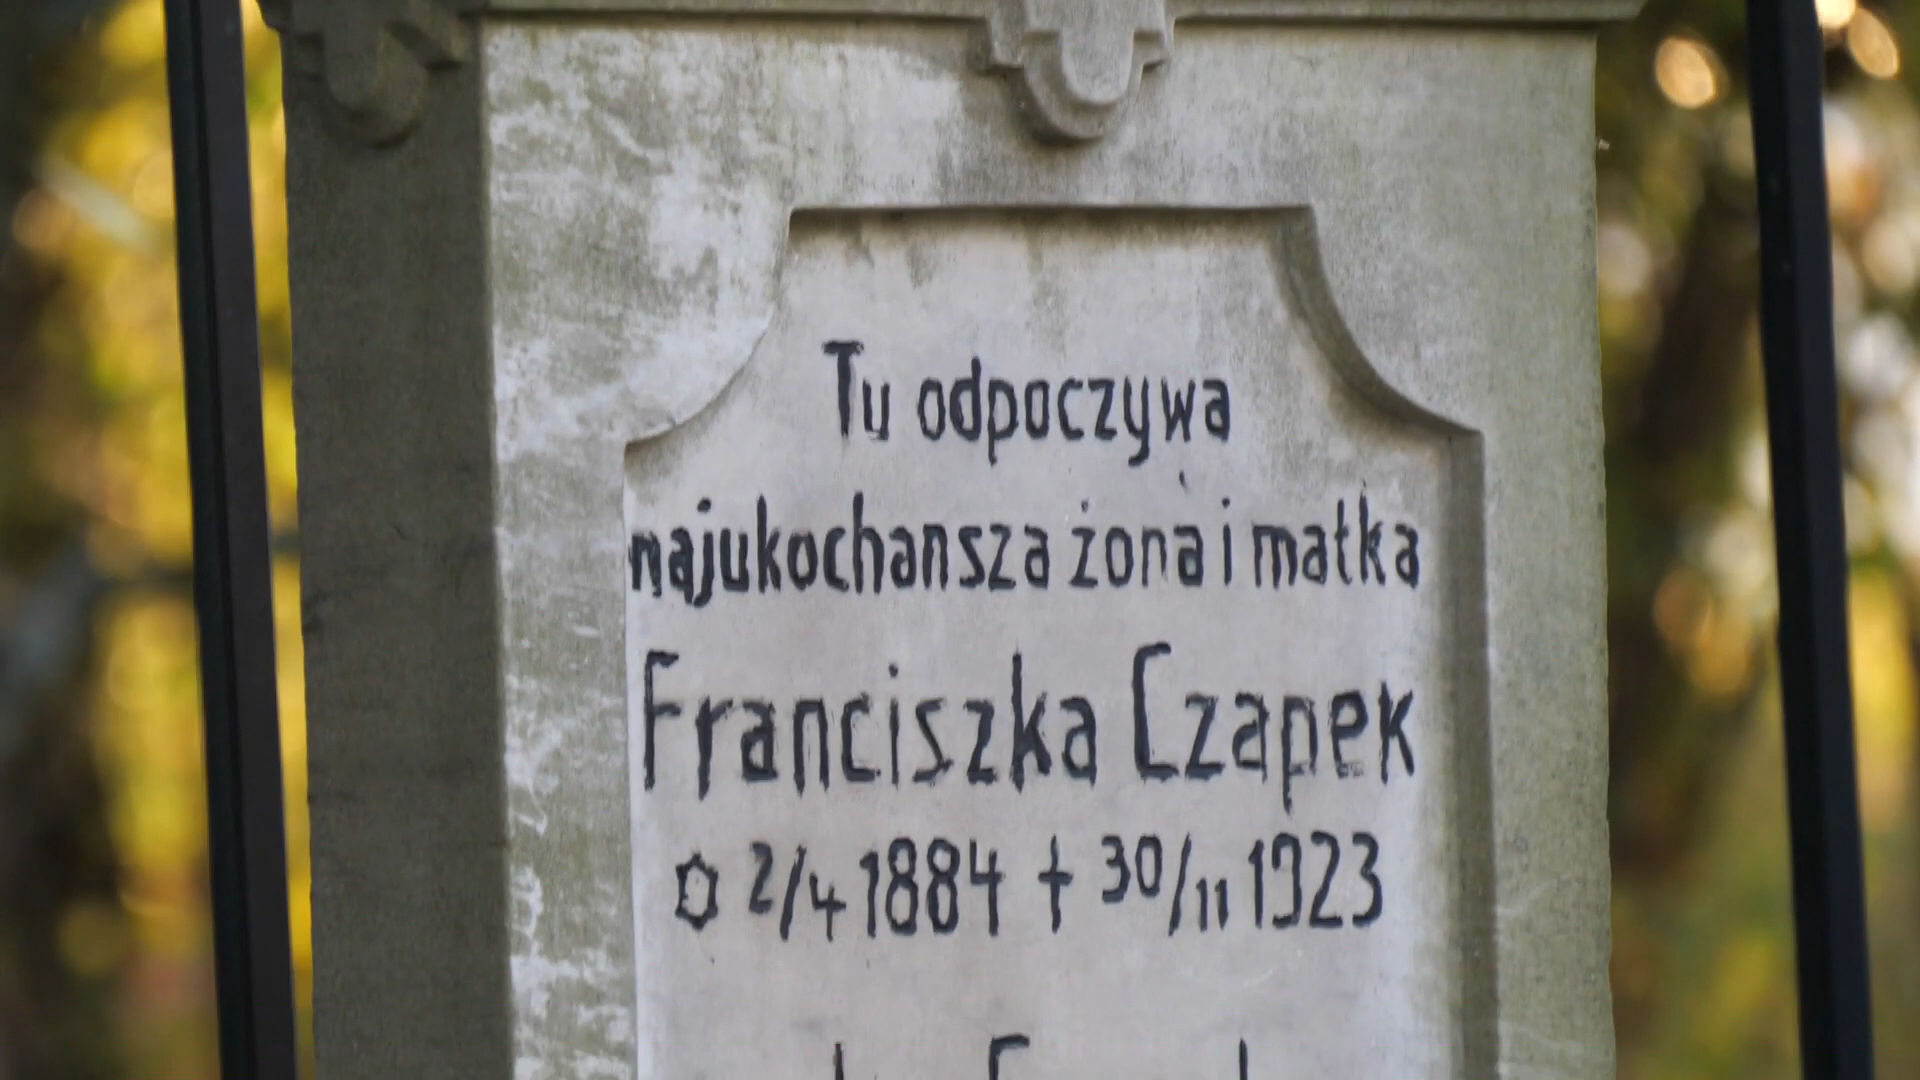 Tu odpoczywa
najukochansza żona i matka
Franciszka Czapek
✡ 2/4 1884 † 30/11 1923